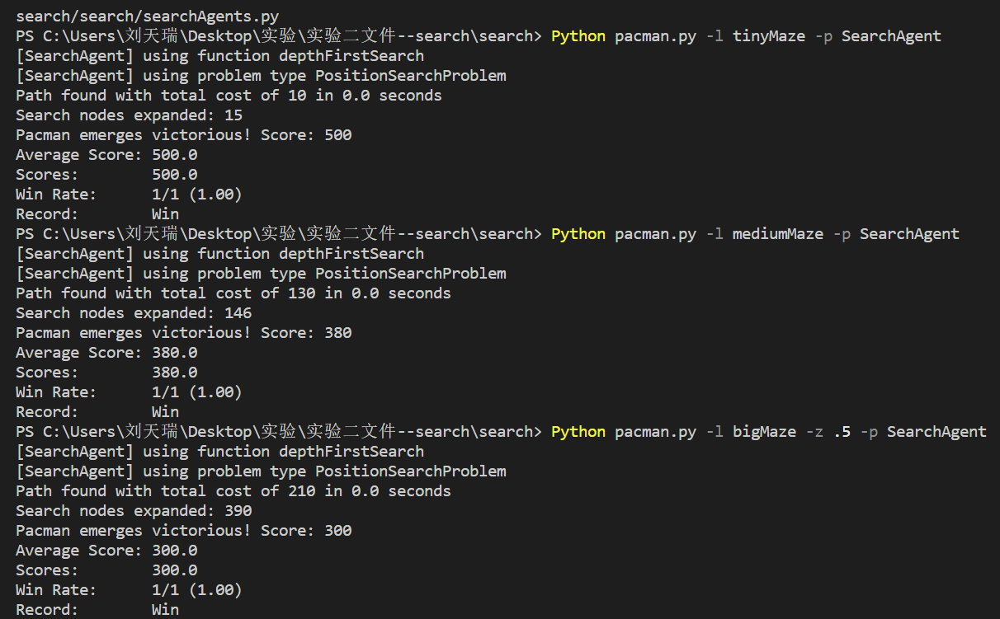 search/search/searchAgents.py
PS C:\Users\刘天瑞\Desktop\实验\实验二文件--search\search> Python pacman.py -l tinyMaze -p SearchAgent
[SearchAgent] using function depthFirstSearch
[SearchAgent] using problem type PositionSearchProblem
Path found with total cost of 10 in 0.0 seconds
Search nodes expanded: 15
Pacman emerges victorious! Score: 500
Average Score: 500.0
Scores:        500.0
Win Rate:      1/1 (1.00)
Record:        Win
PS C:\Users\刘天瑞\Desktop\实验\实验二文件--search\search> Python pacman.py -l mediumMaze -p SearchAgent
[SearchAgent] using function depthFirstSearch
[SearchAgent] using problem type PositionSearchProblem
Path found with total cost of 130 in 0.0 seconds
Search nodes expanded: 146
Pacman emerges victorious! Score: 380
Average Score: 380.0
Scores:        380.0
Win Rate:      1/1 (1.00)
Record:        Win
PS C:\Users\刘天瑞\Desktop\实验\实验二文件--search\search> Python pacman.py -l bigMaze -z .5 -p SearchAgent
[SearchAgent] using function depthFirstSearch
[SearchAgent] using problem type PositionSearchProblem
Path found with total cost of 210 in 0.0 seconds
Search nodes expanded: 390
Pacman emerges victorious! Score: 300
Average Score: 300.0
Scores:        300.0
Win Rate:      1/1 (1.00)
Record:        Win